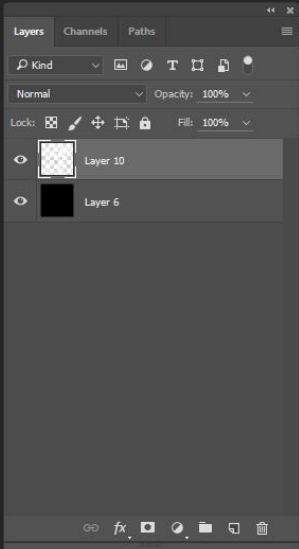 Layers Channels Paths
Kind T
Normal Opacity: 100%
Lock: Fill: 100%
Layer 10
Layer 6
fx